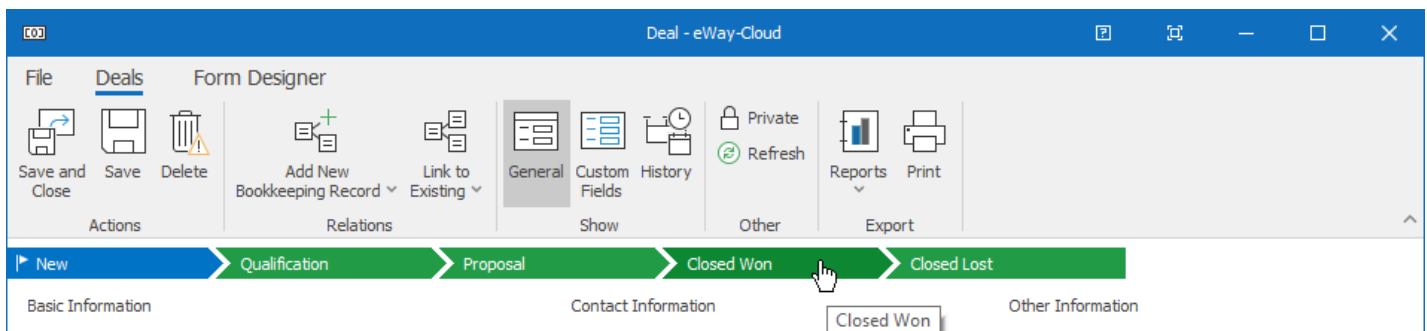 Deal - eWay-Cloud
File Deals Form Designer
Private
Refresh
Save and Close
Save
Delete
Add New Bookkeeping Record
Link to Existing
General
Custom Fields
History
Reports
Print
Actions Relations Show Other Export
New Qualification Proposal Closed Won Closed Lost
Basic Information Contact Information Other Information
Closed Won